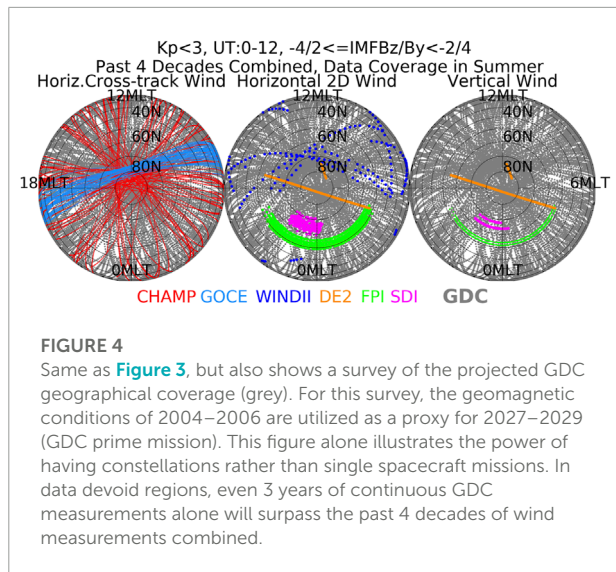 Kp<3, UT:0-12, -4/2<=IMFBz/By<-2/4
Past 4 Decades Combined, Data Coverage in Summer
Horiz.Cross-track Wind Horizontal 2D Wind Vertical Wind
12MLT 12MLT 12MLT
40N 40N 40N
60N 60N 60N
80N 80N 80N
18MLT 6MLT
0MLT 0MLT 0MLT
CHAMP GOCE WINDII DE2 FPI SDI GDC
FIGURE 4
Same as Figure 3, but also shows a survey of the projected GDC
geographical coverage (grey). For this survey, the geomagnetic
conditions of 2004–2006 are utilized as a proxy for 2027–2029
(GDC prime mission). This figure alone illustrates the power of
having constellations rather than single spacecraft missions. In
data devoid regions, even 3 years of continuous GDC
measurements alone will surpass the past 4 decades of wind
measurements combined.